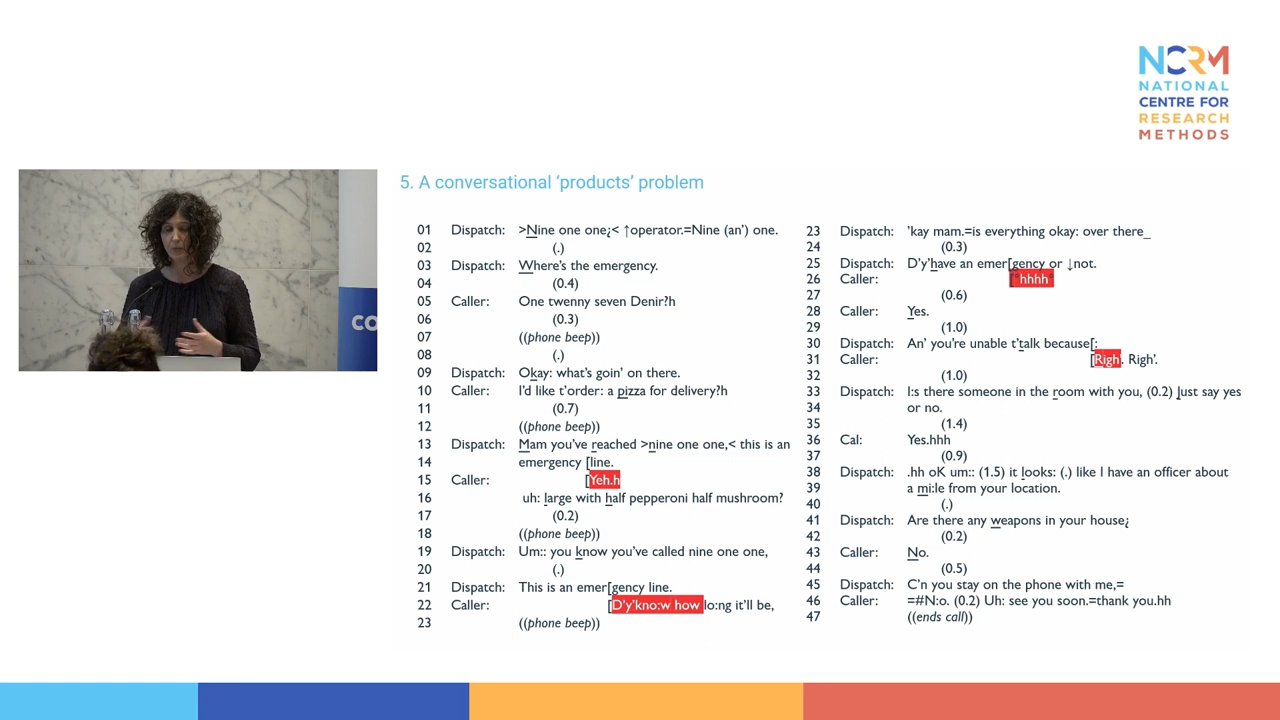 NCRM
NATIONAL
CENTRE FOR
RESEARCH
METHODS
5. A conversational ‘products’ problem
01 Dispatch: >Nine one one¿< ↑operator.=Nine (an’) one.
02 (.)
03 Dispatch: Where’s the emergency.
04 (0.4)
05 Caller: One twenny seven Denir?h
06 (0.3)
07 ((phone beep))
08 (.)
09 Dispatch: Okay: what’s goin’ on there.
10 Caller: I’d like t’order: a pizza for delivery?h
11 (0.7)
12 ((phone beep))
13 Dispatch: Mam you’ve reached >nine one one,< this is an
14 emergency [line.
15 Caller: [Yeh.h
16 uh: large with half pepperoni half mushroom?
17 (0.2)
18 ((phone beep))
19 Dispatch: Um:: you know you’ve called nine one one,
20 (.)
21 Dispatch: This is an emer[gency line.
22 Caller: [D’y’kno:w how lo:ng it’ll be,
23 ((phone beep))
23 Dispatch: ’kay mam.=is everything okay: over there_
24 (0.3)
25 Dispatch: D’y’have an emer[gency or ↓not.
26 Caller: [°hhhh°
27 (0.6)
28 Caller: Yes.
29 (1.0)
30 Dispatch: An’ you’re unable t’talk because[:
31 Caller: [Righ. Righ’.
32 (1.0)
33 Dispatch: I:s there someone in the room with you, (0.2) Just say yes
34 or no.
35 (1.4)
36 Cal: Yes.hhh
37 (0.9)
38 Dispatch: .hh oK um:: (1.5) it looks: (.) like I have an officer about
39 a mi:le from your location.
40 (.)
41 Dispatch: Are there any weapons in your house¿
42 (0.2)
43 Caller: No.
44 (0.5)
45 Dispatch: C’n you stay on the phone with me,=
46 Caller: =#N:o. (0.2) Uh: see you soon.=thank you.hh
47 ((ends call))
co